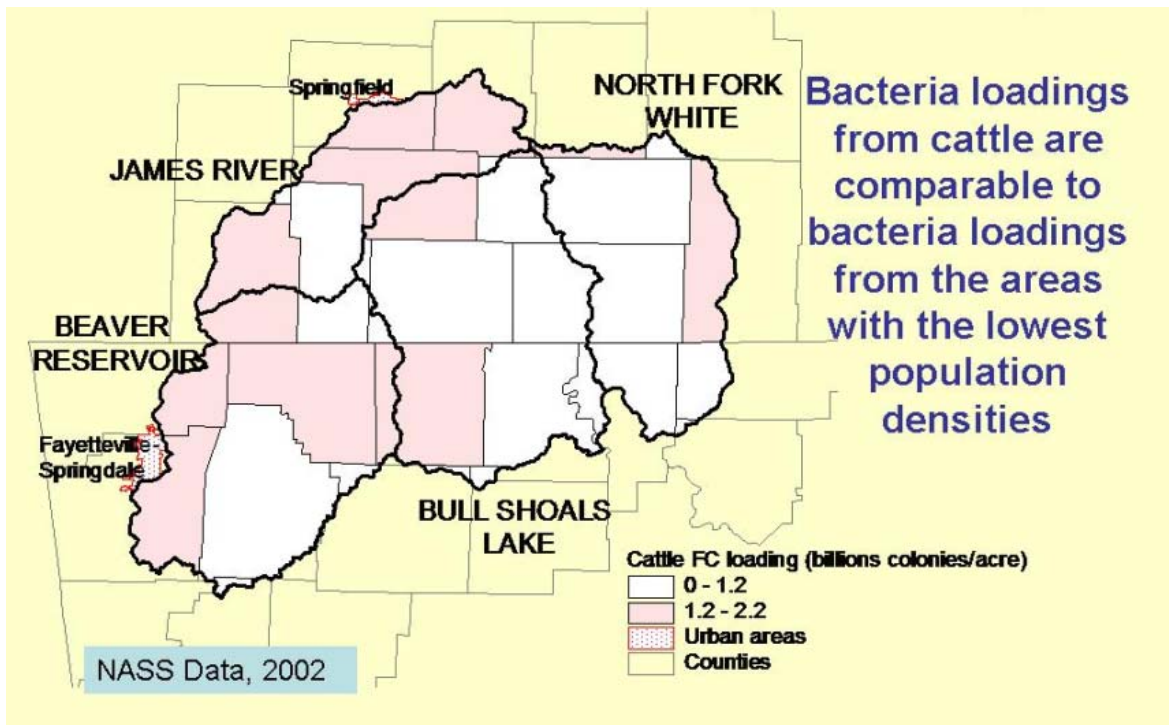 Springfield
NORTH FORK
WHITE
JAMES RIVER
BEAVER
RESERVOIR
Fayetteville-
Springdale
BULL SHOALS
LAKE
Bacteria loadings
from cattle are
comparable to
bacteria loadings
from the areas
with the lowest
population
densities
Cattle FC loading (billions colonies/acre)
0 - 1.2
1.2 - 2.2
Urban areas
Counties
NASS Data, 2002